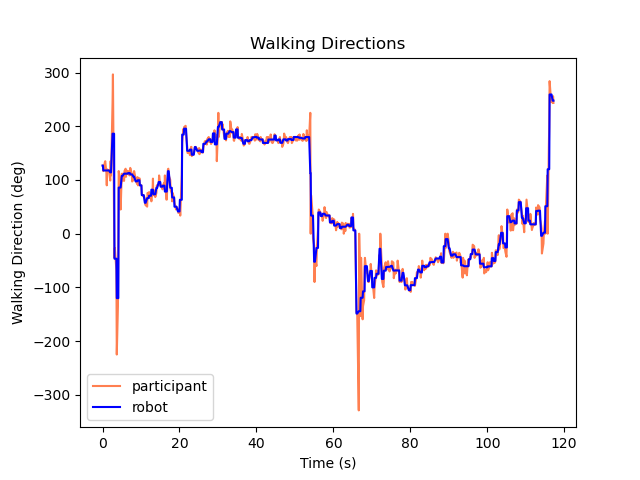 Walking Directions
Walking Direction (deg)
300
200
100
0
−100
−200
−300
participant
robot
0 20 40 60 80 100 120
Time (s)